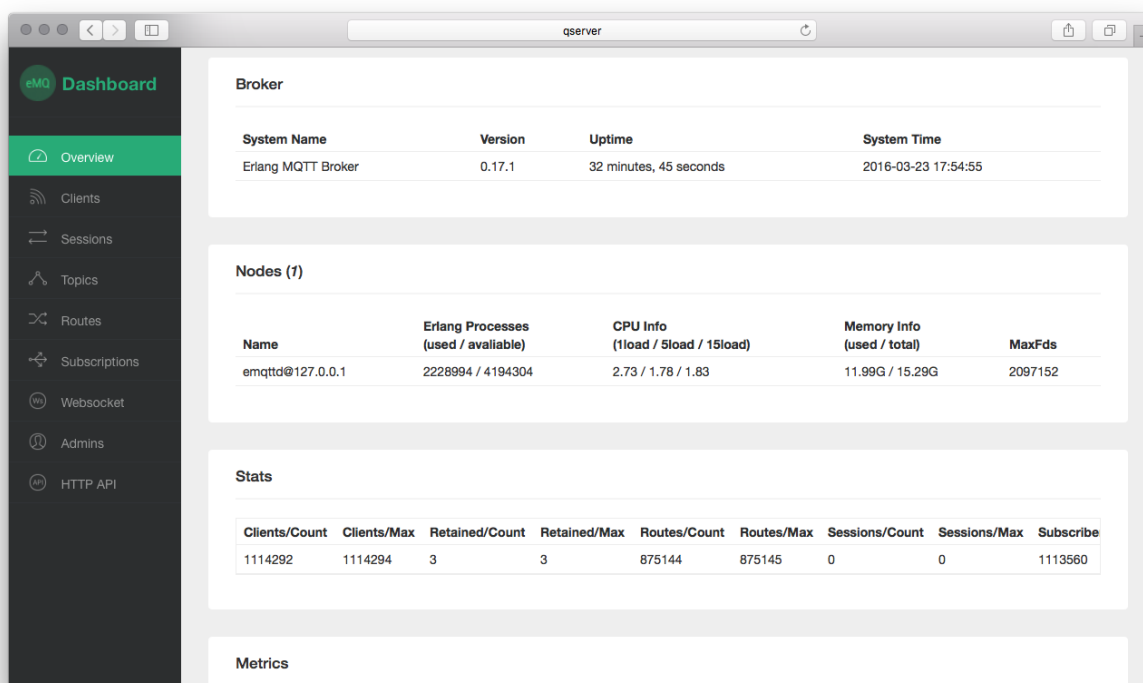 qserver
eMQ Dashboard
Overview
Clients
Sessions
Topics
Routes
Subscriptions
Ws Websocket
Admins
API HTTP API
Broker
System Name Version Uptime System Time
Erlang MQTT Broker 0.17.1 32 minutes, 45 seconds 2016-03-23 17:54:55
Nodes (1)
Erlang Processes CPU Info Memory Info
Name (used / avaliable) (1load / 5load / 15load) (used / total) MaxFds
emqttd@127.0.0.1 2228994 / 4194304 2.73 / 1.78 / 1.83 11.99G / 15.29G 2097152
Stats
Clients/Count Clients/Max Retained/Count Retained/Max Routes/Count Routes/Max Sessions/Count Sessions/Max Subscribe
1114292 1114294 3 3 875144 875145 0 0 1113560
Metrics